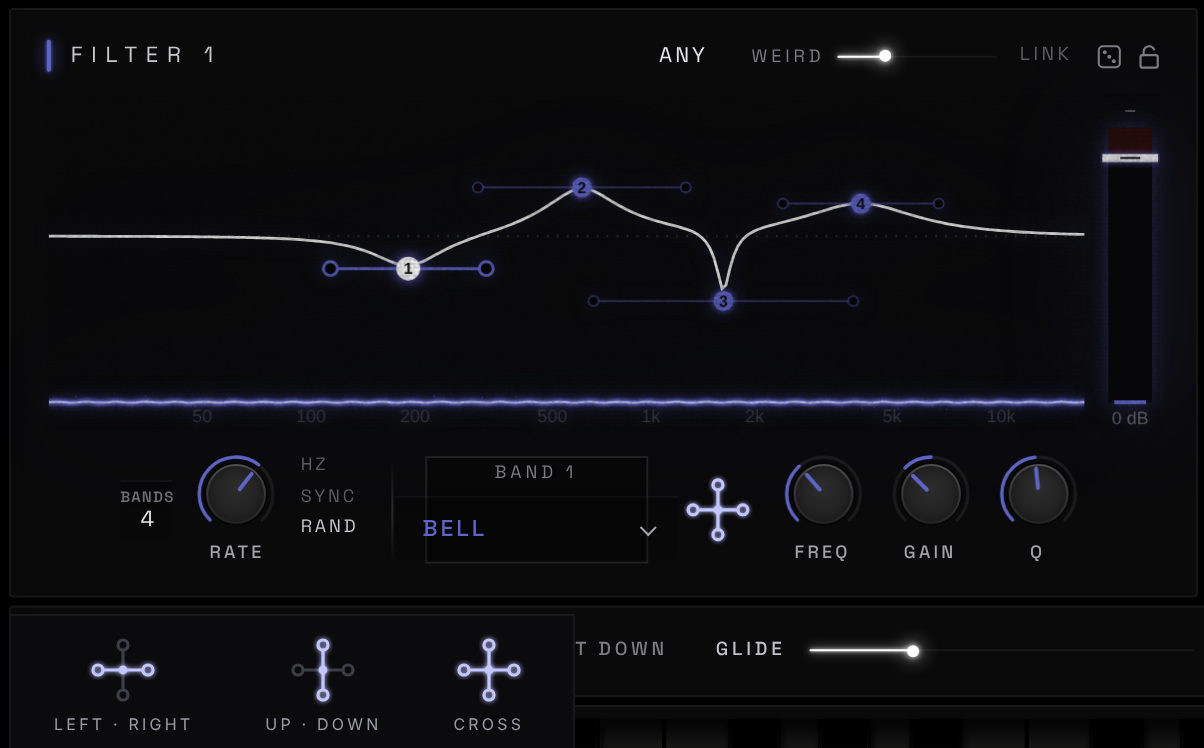 FILTER 1
ANY
WEIRD
LINK
2
4
1
3
50 100 200 500 1k 2k 5k 10k
0 dB
BANDS
4
RATE
HZ
SYNC
RAND
BAND 1
BELL
FREQ
GAIN
Q
T DOWN
GLIDE
LEFT · RIGHT
UP · DOWN
CROSS